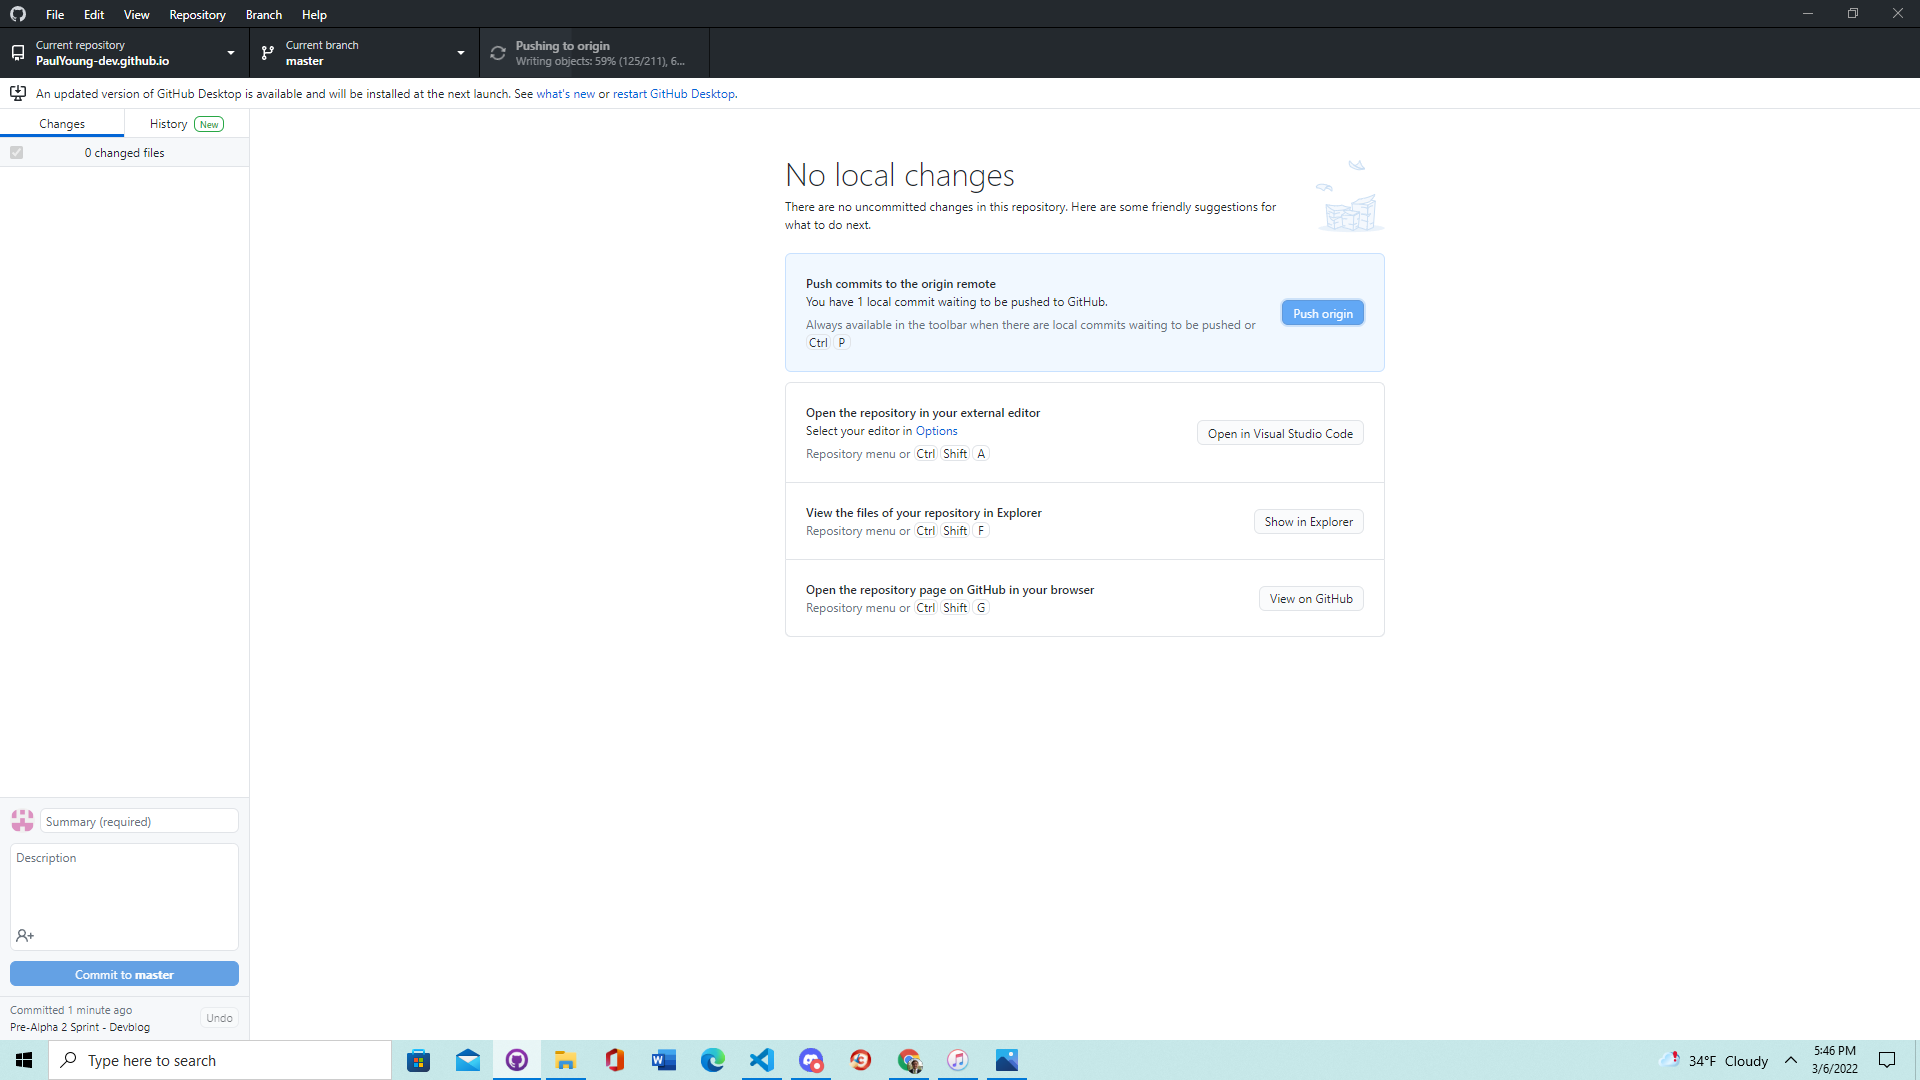 File Edit View Repository Branch Help
Current repository
PaulYoung-dev.github.io
Current branch
master
Pushing to origin
Writing objects: 59% (125/211), 6...
An updated version of GitHub Desktop is available and will be installed at the next launch. See what's new or restart GitHub Desktop.
Changes
History New
0 changed files
No local changes
There are no uncommitted changes in this repository. Here are some friendly suggestions for
what to do next.
Push commits to the origin remote
You have 1 local commit waiting to be pushed to GitHub.
Always available in the toolbar when there are local commits waiting to be pushed or
Ctrl P
Push origin
Open the repository in your external editor
Select your editor in Options
Repository menu or Ctrl Shift A
Open in Visual Studio Code
View the files of your repository in Explorer
Repository menu or Ctrl Shift F
Show in Explorer
Open the repository page on GitHub in your browser
Repository menu or Ctrl Shift G
View on GitHub
Summary (required)
Description
Commit to master
Committed 1 minute ago
Pre-Alpha 2 Sprint - Devblog
Undo
Type here to search
34°F Cloudy
5:46 PM
3/6/2022